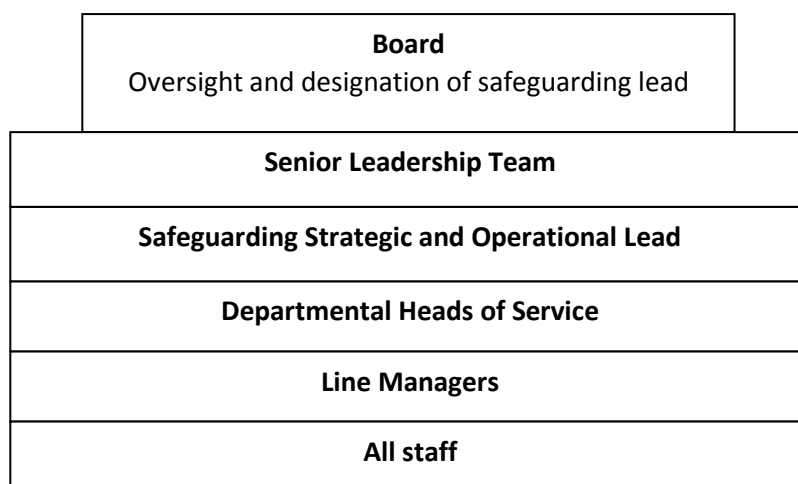 Board
Oversight and designation of safeguarding lead
Senior Leadership Team
Safeguarding Strategic and Operational Lead
Departmental Heads of Service
Line Managers
All staff